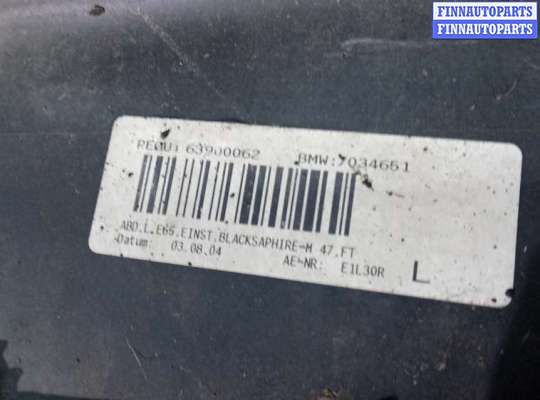 FINNAUTOPARTS
FINNAUTOPARTS
REQU: 63900062 BMW:7034651
ABD.L.E65.EINST.BLACKSAPHIRE-M 47.FT
Datum: 03.08.04 AE-NR: E1L30R L